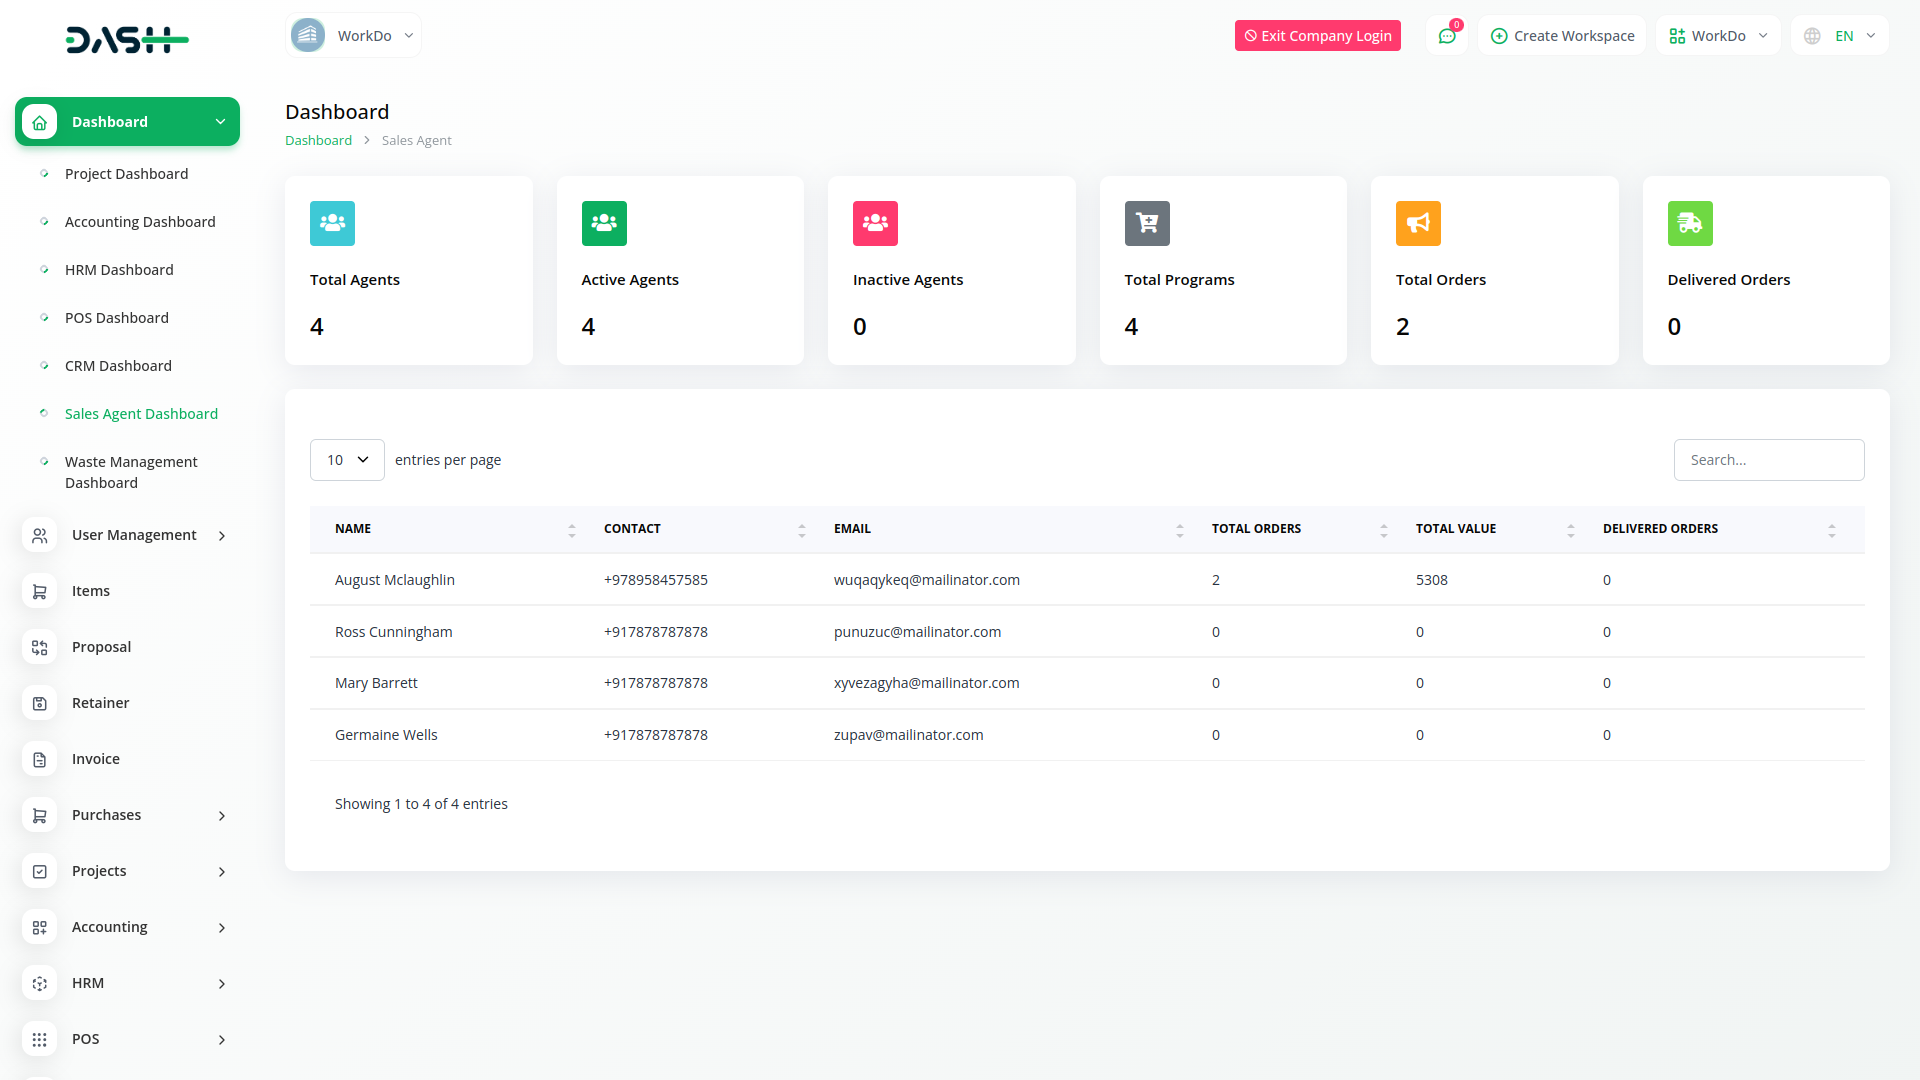 DASH
WorkDo
Exit Company Login
0
Create Workspace
WorkDo
EN
Dashboard
Project Dashboard
Accounting Dashboard
HRM Dashboard
POS Dashboard
CRM Dashboard
Sales Agent Dashboard
Waste Management
Dashboard
User Management
Items
Proposal
Retainer
Invoice
Purchases
Projects
Accounting
HRM
POS
Dashboard
Dashboard > Sales Agent
Total Agents
4
Active Agents
4
Inactive Agents
0
Total Programs
4
Total Orders
2
Delivered Orders
0
10 entries per page
Search...
NAME CONTACT EMAIL TOTAL ORDERS TOTAL VALUE DELIVERED ORDERS
August Mclaughlin +978958457585 wuqaqykeq@mailinator.com 2 5308 0
Ross Cunningham +917878787878 punuzuc@mailinator.com 0 0 0
Mary Barrett +917878787878 xyvezagyha@mailinator.com 0 0 0
Germaine Wells +917878787878 zupav@mailinator.com 0 0 0
Showing 1 to 4 of 4 entries